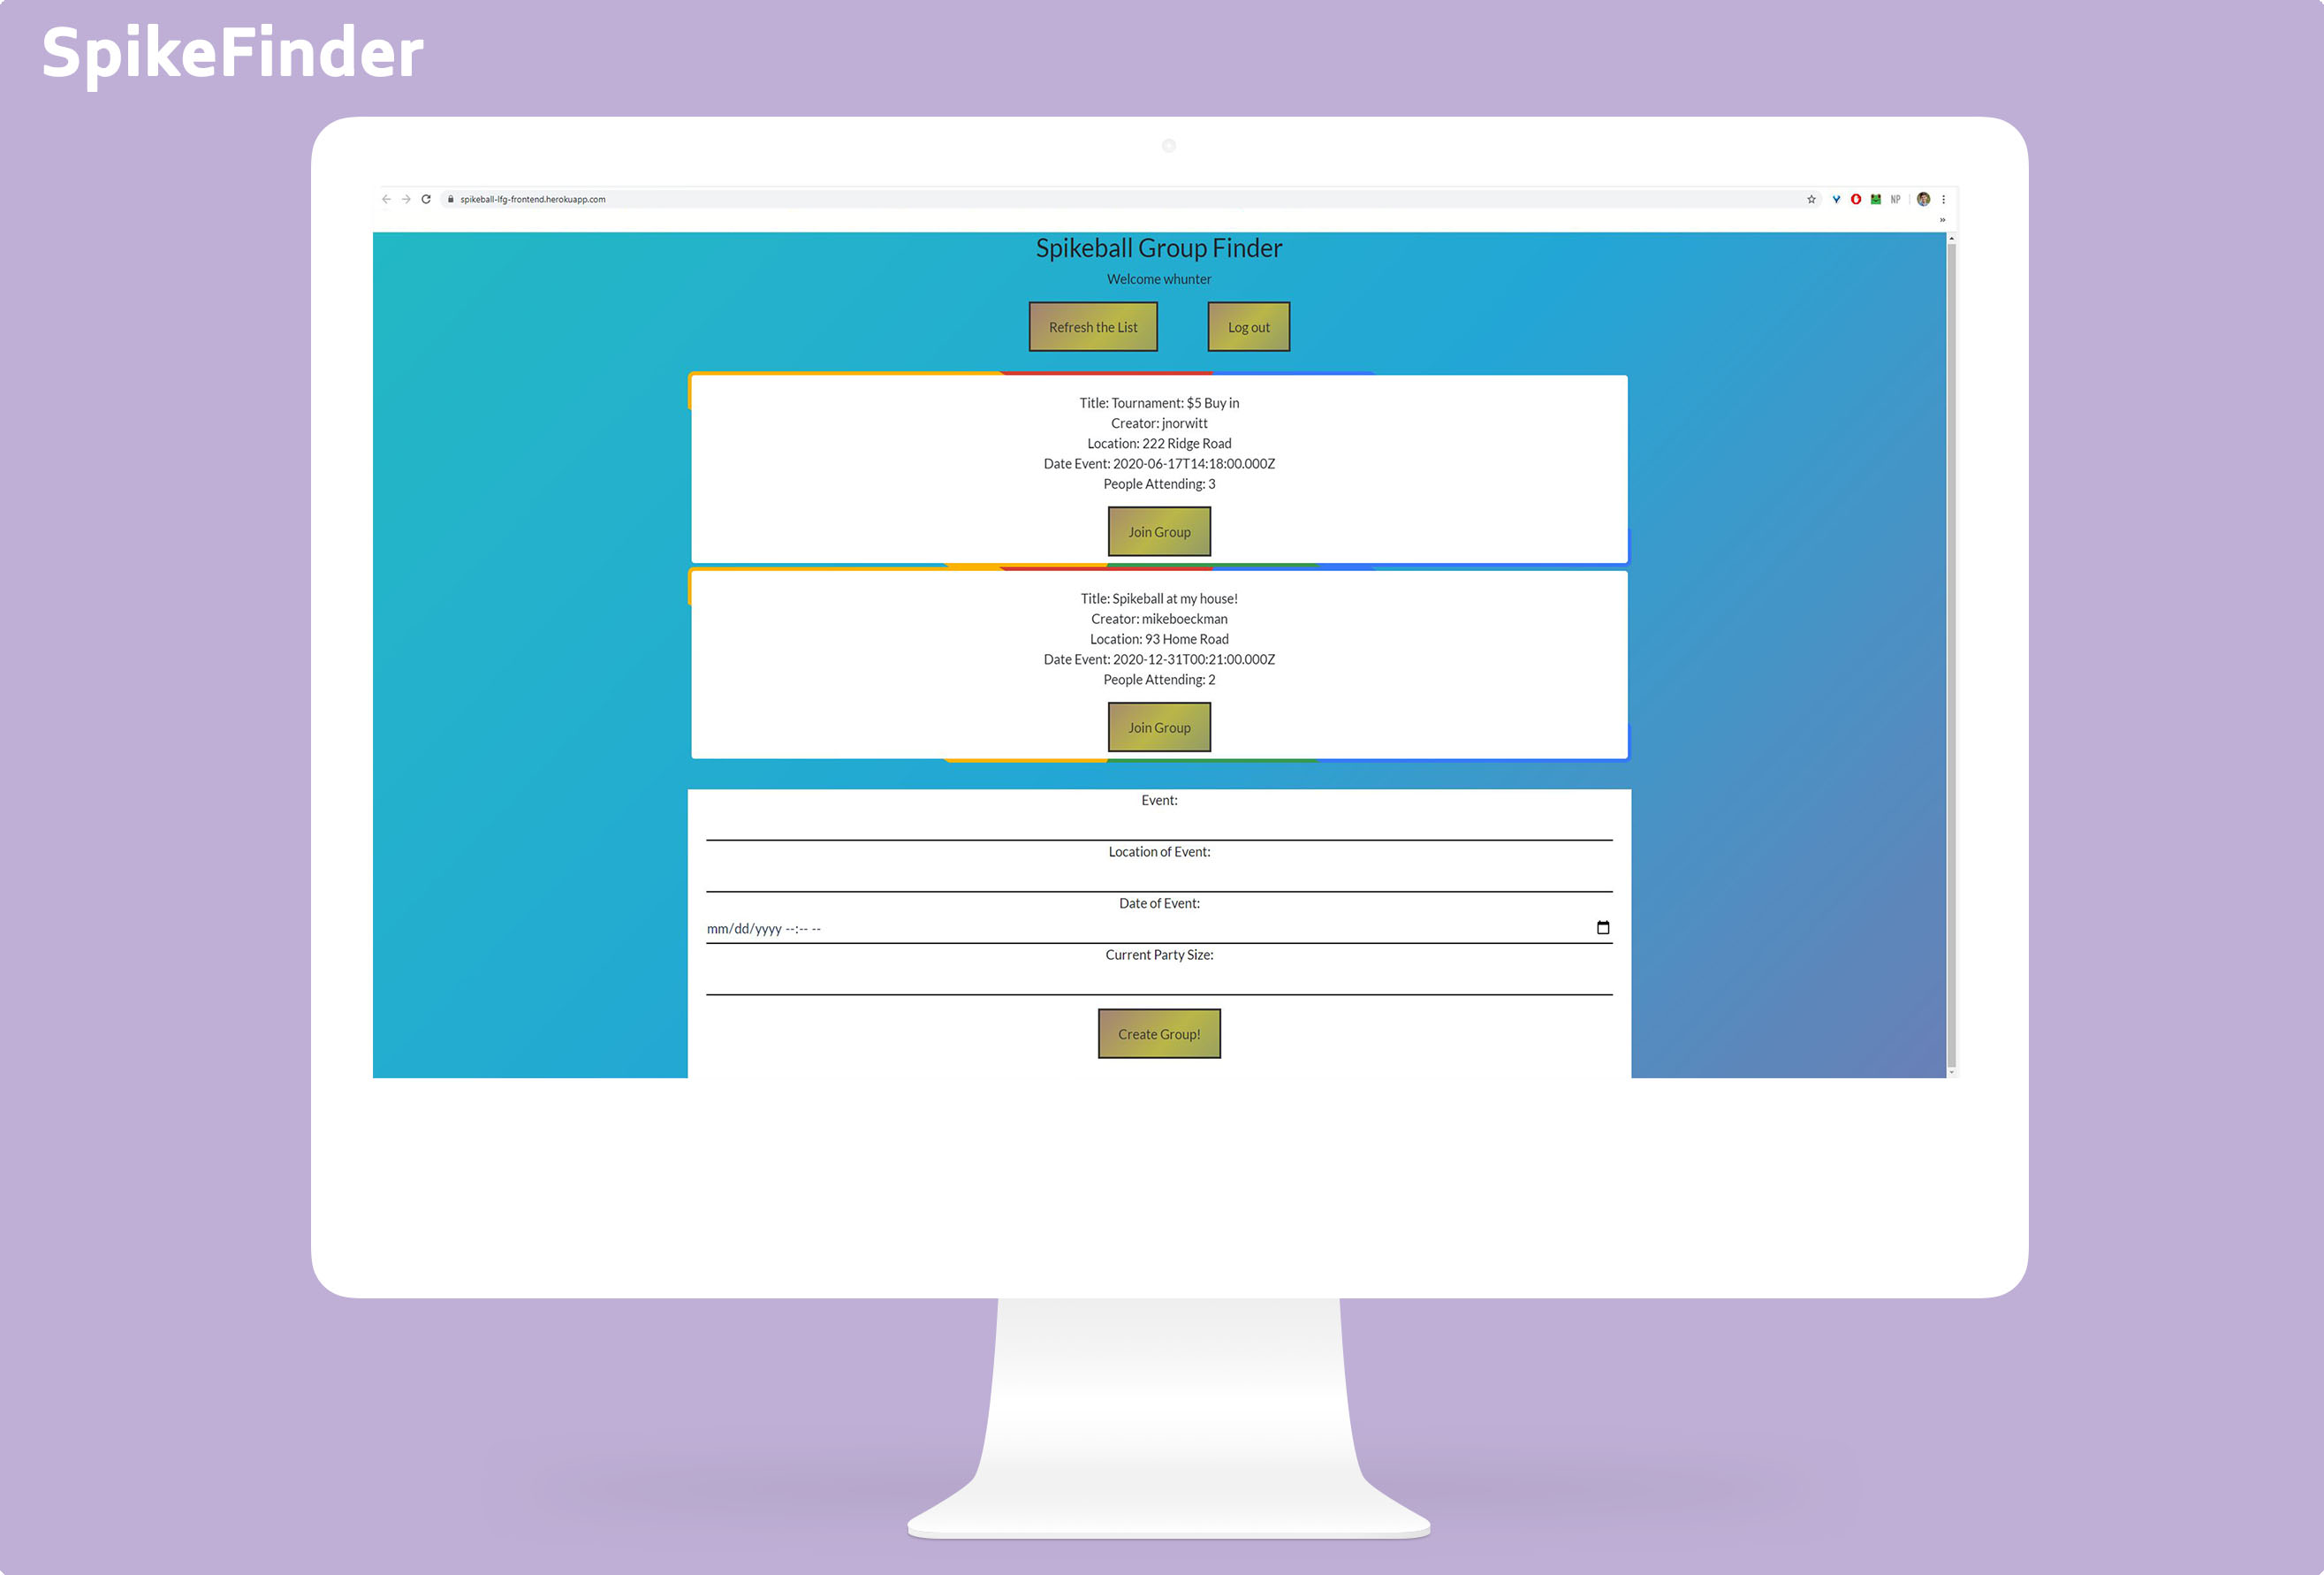 SpikeFinder
spikeball-lfg-frontend.herokuapp.com
NP
»
Spikeball Group Finder
Welcome whunter
Refresh the List
Log out
Title: Tournament: $5 Buy in
Creator: jnorwitt
Location: 222 Ridge Road
Date Event: 2020-06-17T14:18:00.000Z
People Attending: 3
Join Group
Title: Spikeball at my house!
Creator: mikeboeckman
Location: 93 Home Road
Date Event: 2020-12-31T00:21:00.000Z
People Attending: 2
Join Group
Event:
Location of Event:
Date of Event:
mm/dd/yyyy --:-- --
Current Party Size:
Create Group!